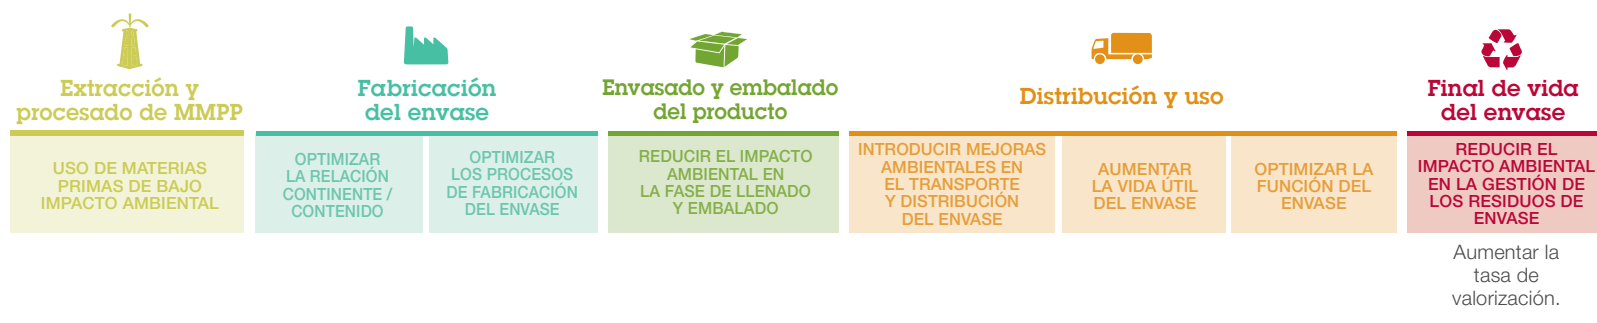 Extracción y
procesado de MMPP
USO DE MATERIAS
PRIMAS DE BAJO
IMPACTO AMBIENTAL
Fabricación
del envase
OPTIMIZAR
LA RELACIÓN
CONTINENTE /
CONTENIDO
OPTIMIZAR
LOS PROCESOS
DE FABRICACIÓN
DEL ENVASE
Envasado y embalado
del producto
REDUCIR EL IMPACTO
AMBIENTAL EN
LA FASE DE LLENADO
Y EMBALADO
Distribución y uso
INTRODUCIR MEJORAS
AMBIENTALES EN
EL TRANSPORTE
Y DISTRIBUCIÓN
DEL ENVASE
AUMENTAR
LA VIDA ÚTIL
DEL ENVASE
OPTIMIZAR LA
FUNCIÓN DEL
ENVASE
Final de vida
del envase
REDUCIR EL
IMPACTO AMBIENTAL
EN LA GESTIÓN DE
LOS RESIDUOS DE
ENVASE
Aumentar la
tasa de
valorización.